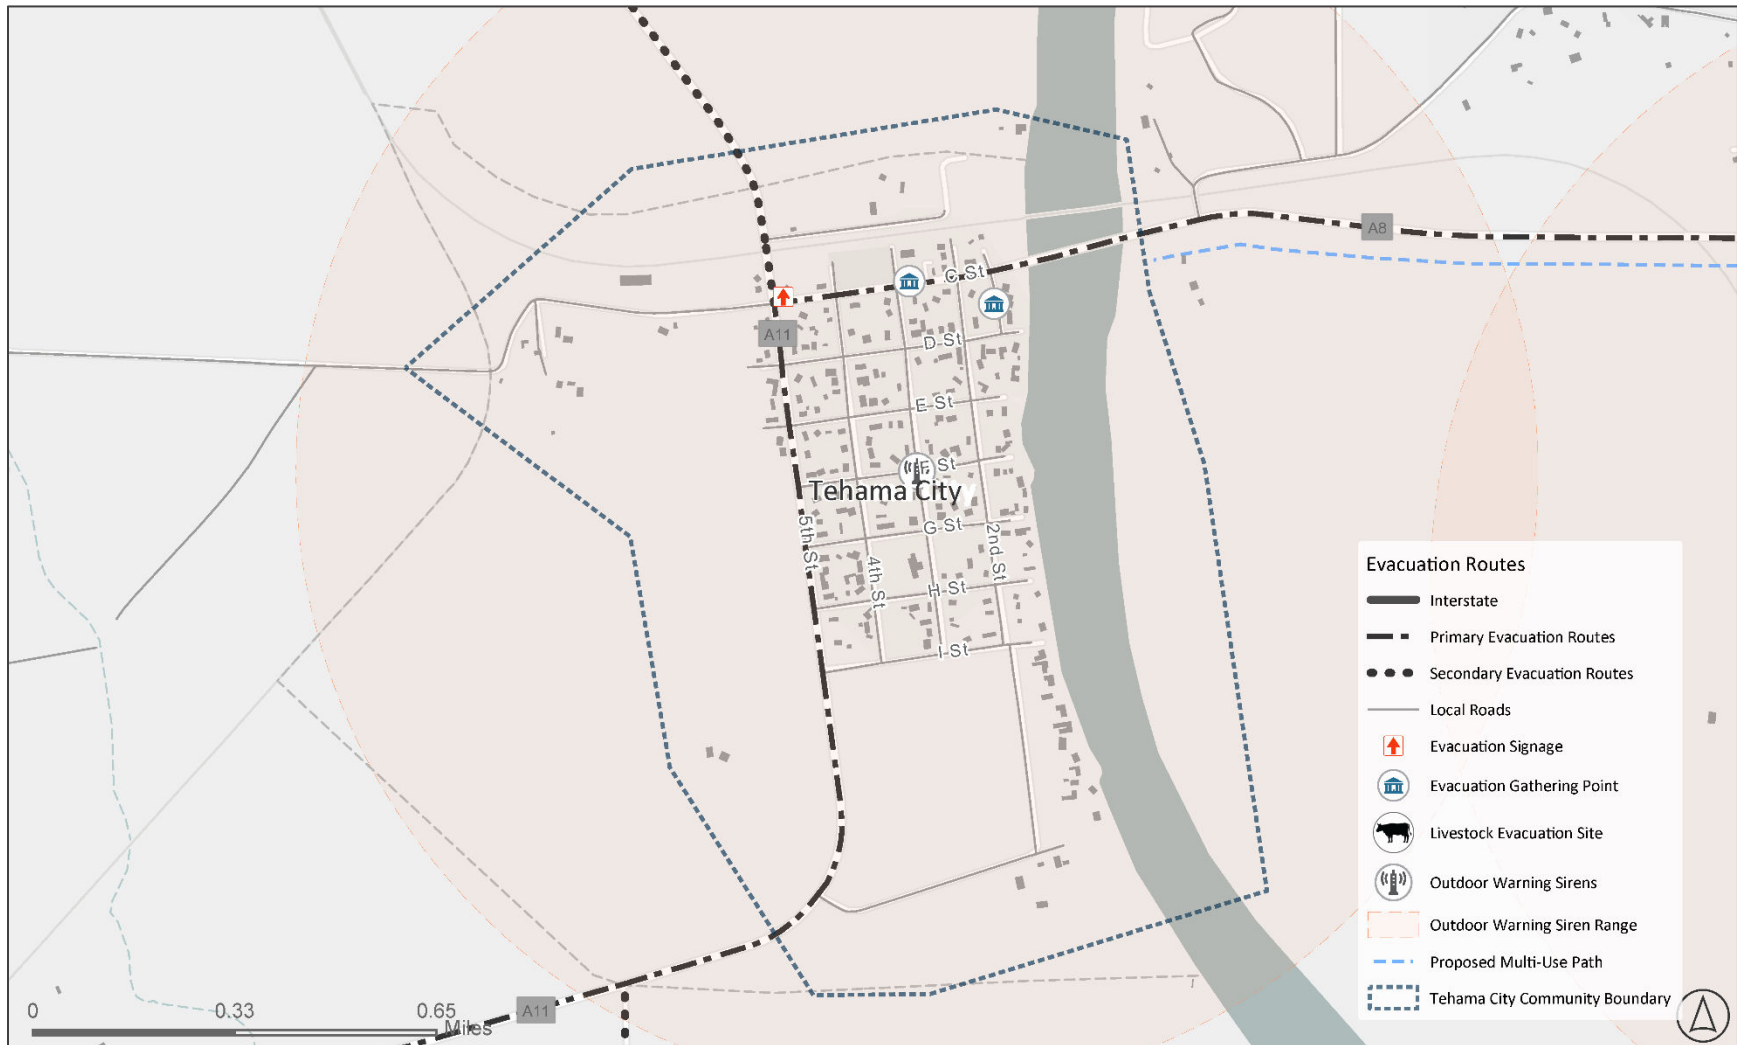 A8
C St
A11
D St
E St
F St
Tehama City
G St
5th St
4th St
2nd St
H St
I St
A11
0 0.33 0.65
Miles
Evacuation Routes
Interstate
Primary Evacuation Routes
Secondary Evacuation Routes
Local Roads
Evacuation Signage
Evacuation Gathering Point
Livestock Evacuation Site
Outdoor Warning Sirens
Outdoor Warning Siren Range
Proposed Multi-Use Path
Tehama City Community Boundary